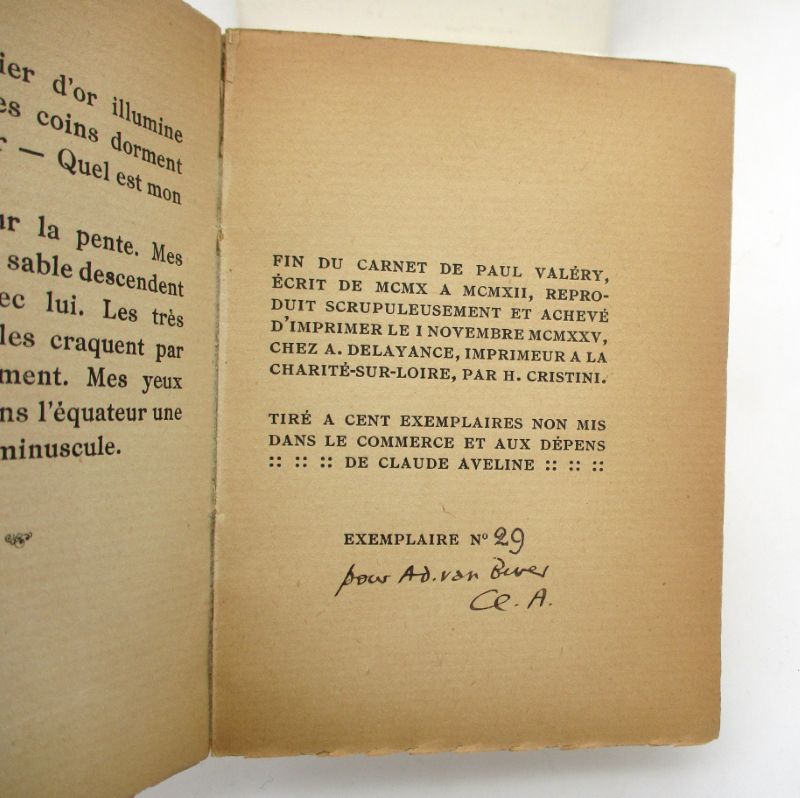 ier d'or illumine
es coins dorment
r — Quel est mon
ur la pente. Mes
sable descendent
ec lui. Les très
les craquent par
ment. Mes yeux
ns l'équateur une
minuscule.
FIN DU CARNET DE PAUL VALÉRY,
ÉCRIT DE MCMX A MCMXII, REPRO-
DUIT SCRUPULEUSEMENT ET ACHEVÉ
D'IMPRIMER LE I NOVEMBRE MCMXXV,
CHEZ A. DELAYANCE, IMPRIMEUR A LA
CHARITÉ-SUR-LOIRE, PAR H. CRISTINI.
TIRÉ A CENT EXEMPLAIRES NON MIS
DANS LE COMMERCE ET AUX DÉPENS
:: :: :: DE CLAUDE AVELINE :: :: ::
EXEMPLAIRE Nº 29
pour Ad. van Bever
Cl. A.